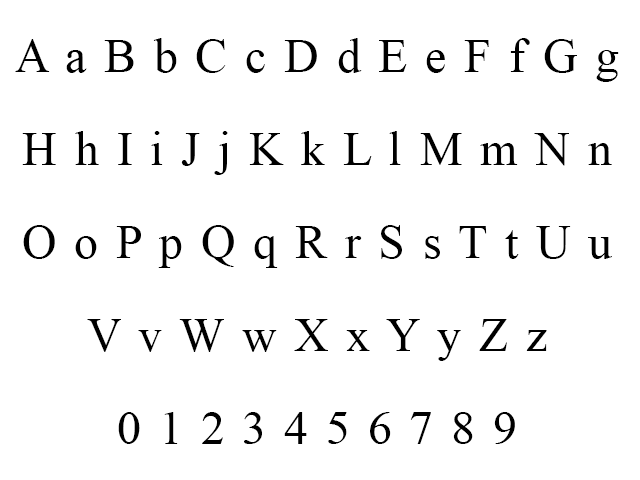 A a B b C c D d E e F f G g
H h I i J j K k L l M m N n
O o P p Q q R r S s T t U u
V v W w X x Y y Z z
0 1 2 3 4 5 6 7 8 9